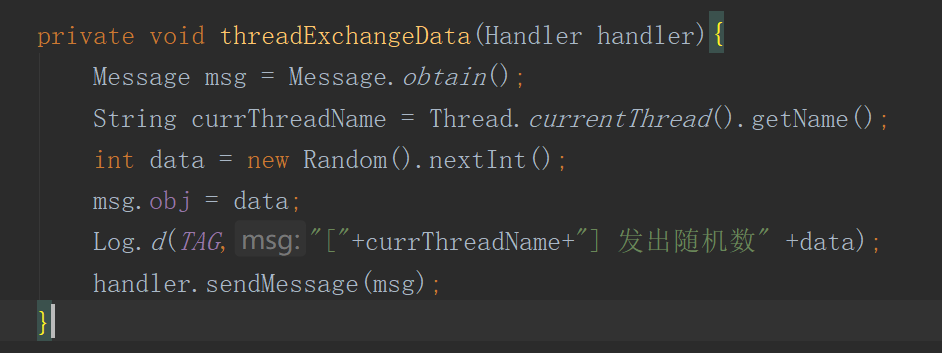 private void threadExchangeData(Handler handler){
Message msg = Message.obtain();
String currThreadName = Thread.currentThread().getName();
int data = new Random().nextInt();
msg.obj = data;
Log.d(TAG, msg: "["+currThreadName+"] 发出随机数" +data);
handler.sendMessage(msg);
}